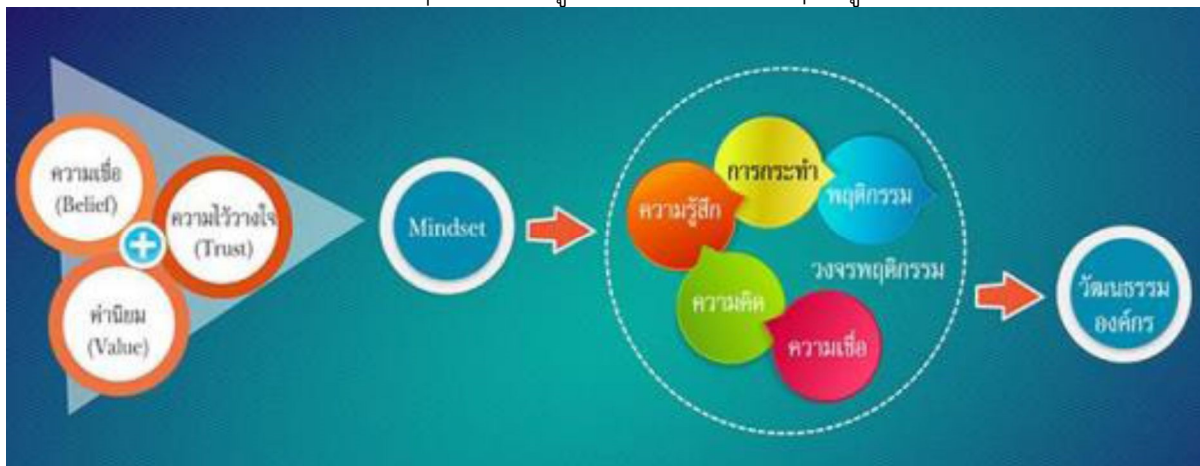 ความเชื่อ
(Belief)
ความไว้วางใจ
(Trust)
ค่านิยม
(Value)
Mindset
ความรู้สึก
การกระทำ
พฤติกรรม
วงจรพฤติกรรม
ความคิด
ความเชื่อ
วัฒนธรรม
องค์กร